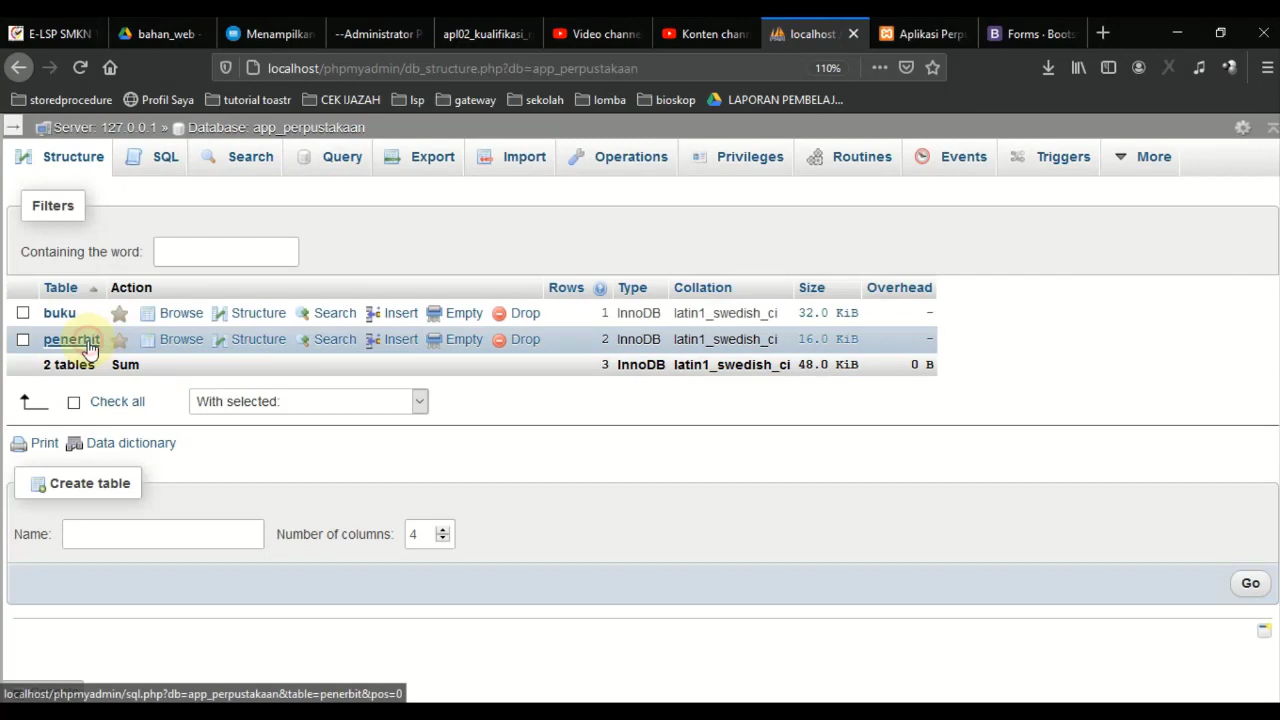 E-LSP SMKN
bahan_web -
Menampilkan
--Administrator P
apl02_kualifikasi_
Video channe
Konten chann
localhost
Aplikasi Perpu
Forms · Boots
localhost/phpmyadmin/db_structure.php?db=app_perpustakaan
110%
storedprocedure
Profil Saya
tutorial toastr
CEK IJAZAH
lsp
gateway
sekolah
lomba
bioskop
LAPORAN PEMBELAJ...
Server: 127.0.0.1 » Database: app_perpustakaan
Structure
SQL
Search
Query
Export
Import
Operations
Privileges
Routines
Events
Triggers
More
Filters
Containing the word:
Table Action Rows Type Collation Size Overhead
buku Browse Structure Search Insert Empty Drop 1 InnoDB latin1_swedish_ci 32.0 KiB -
penerbit Browse Structure Search Insert Empty Drop 2 InnoDB latin1_swedish_ci 16.0 KiB -
2 tables Sum 3 InnoDB latin1_swedish_ci 48.0 KiB 0 B
Check all With selected:
Print Data dictionary
Create table
Name: Number of columns: 4
Go
localhost/phpmyadmin/sql.php?db=app_perpustakaan&table=penerbit&pos=0